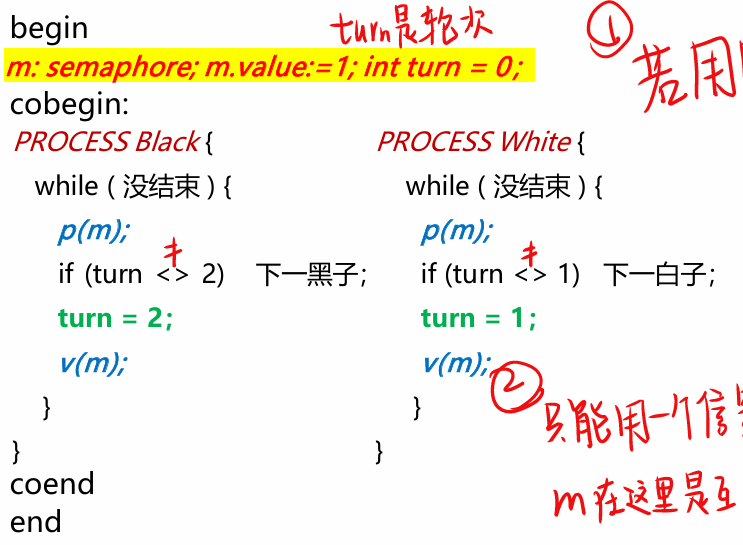 begin
turn是轮次
①
m: semaphore; m.value:=1; int turn = 0;
若用
cobegin:
PROCESS Black {
while ( 没结束 ) {
p(m);
if (turn <> 2) 下一黑子;
turn = 2;
v(m);
}
}
PROCESS White {
while ( 没结束 ) {
p(m);
if (turn <> 1) 下一白子;
turn = 1;
v(m);
}
}
②
只能用一个信
m在这里是互
coend
end